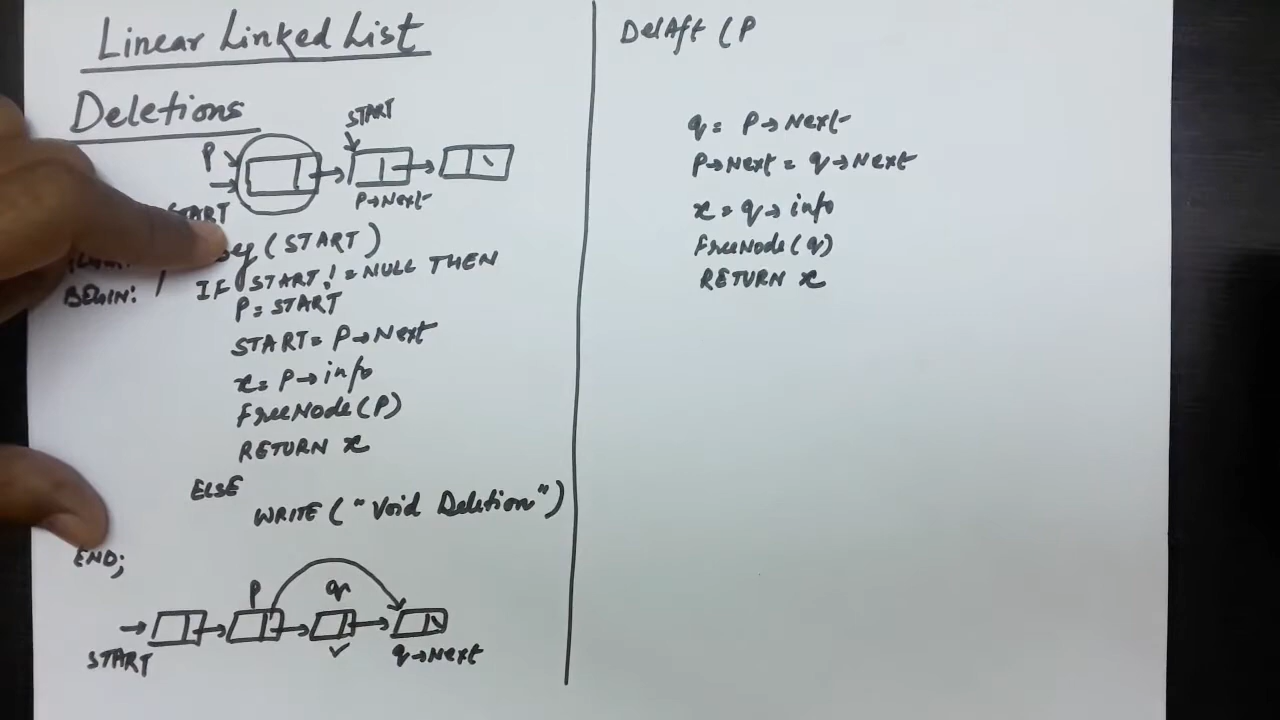 Linear Linked List
Deletions
START
P
P→Next
START
(START)
BEGIN:
IF START != NULL THEN
P = START
START = P→Next
x = P→info
FreeNode(P)
RETURN x
ELSE
WRITE ("Void Deletion")
END;
P q
START
q→Next
DelAft (P
q = P→Next
P→Next = q→Next
x = q→info
FreeNode(q)
RETURN x